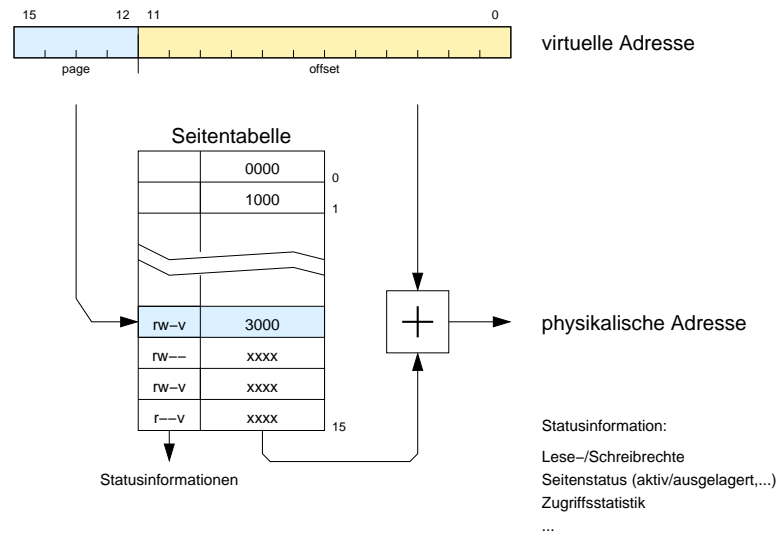 15 12 11 0
virtuelle Adresse
page offset
Seitentabelle
0000
0
1000
1
rw–v 3000
physikalische Adresse
rw–– xxxx
rw–v xxxx
r––v xxxx
15
Statusinformationen
Statusinformation:
Lese–/Schreibrechte
Seitenstatus (aktiv/ausgelagert,...)
Zugriffsstatistik
...